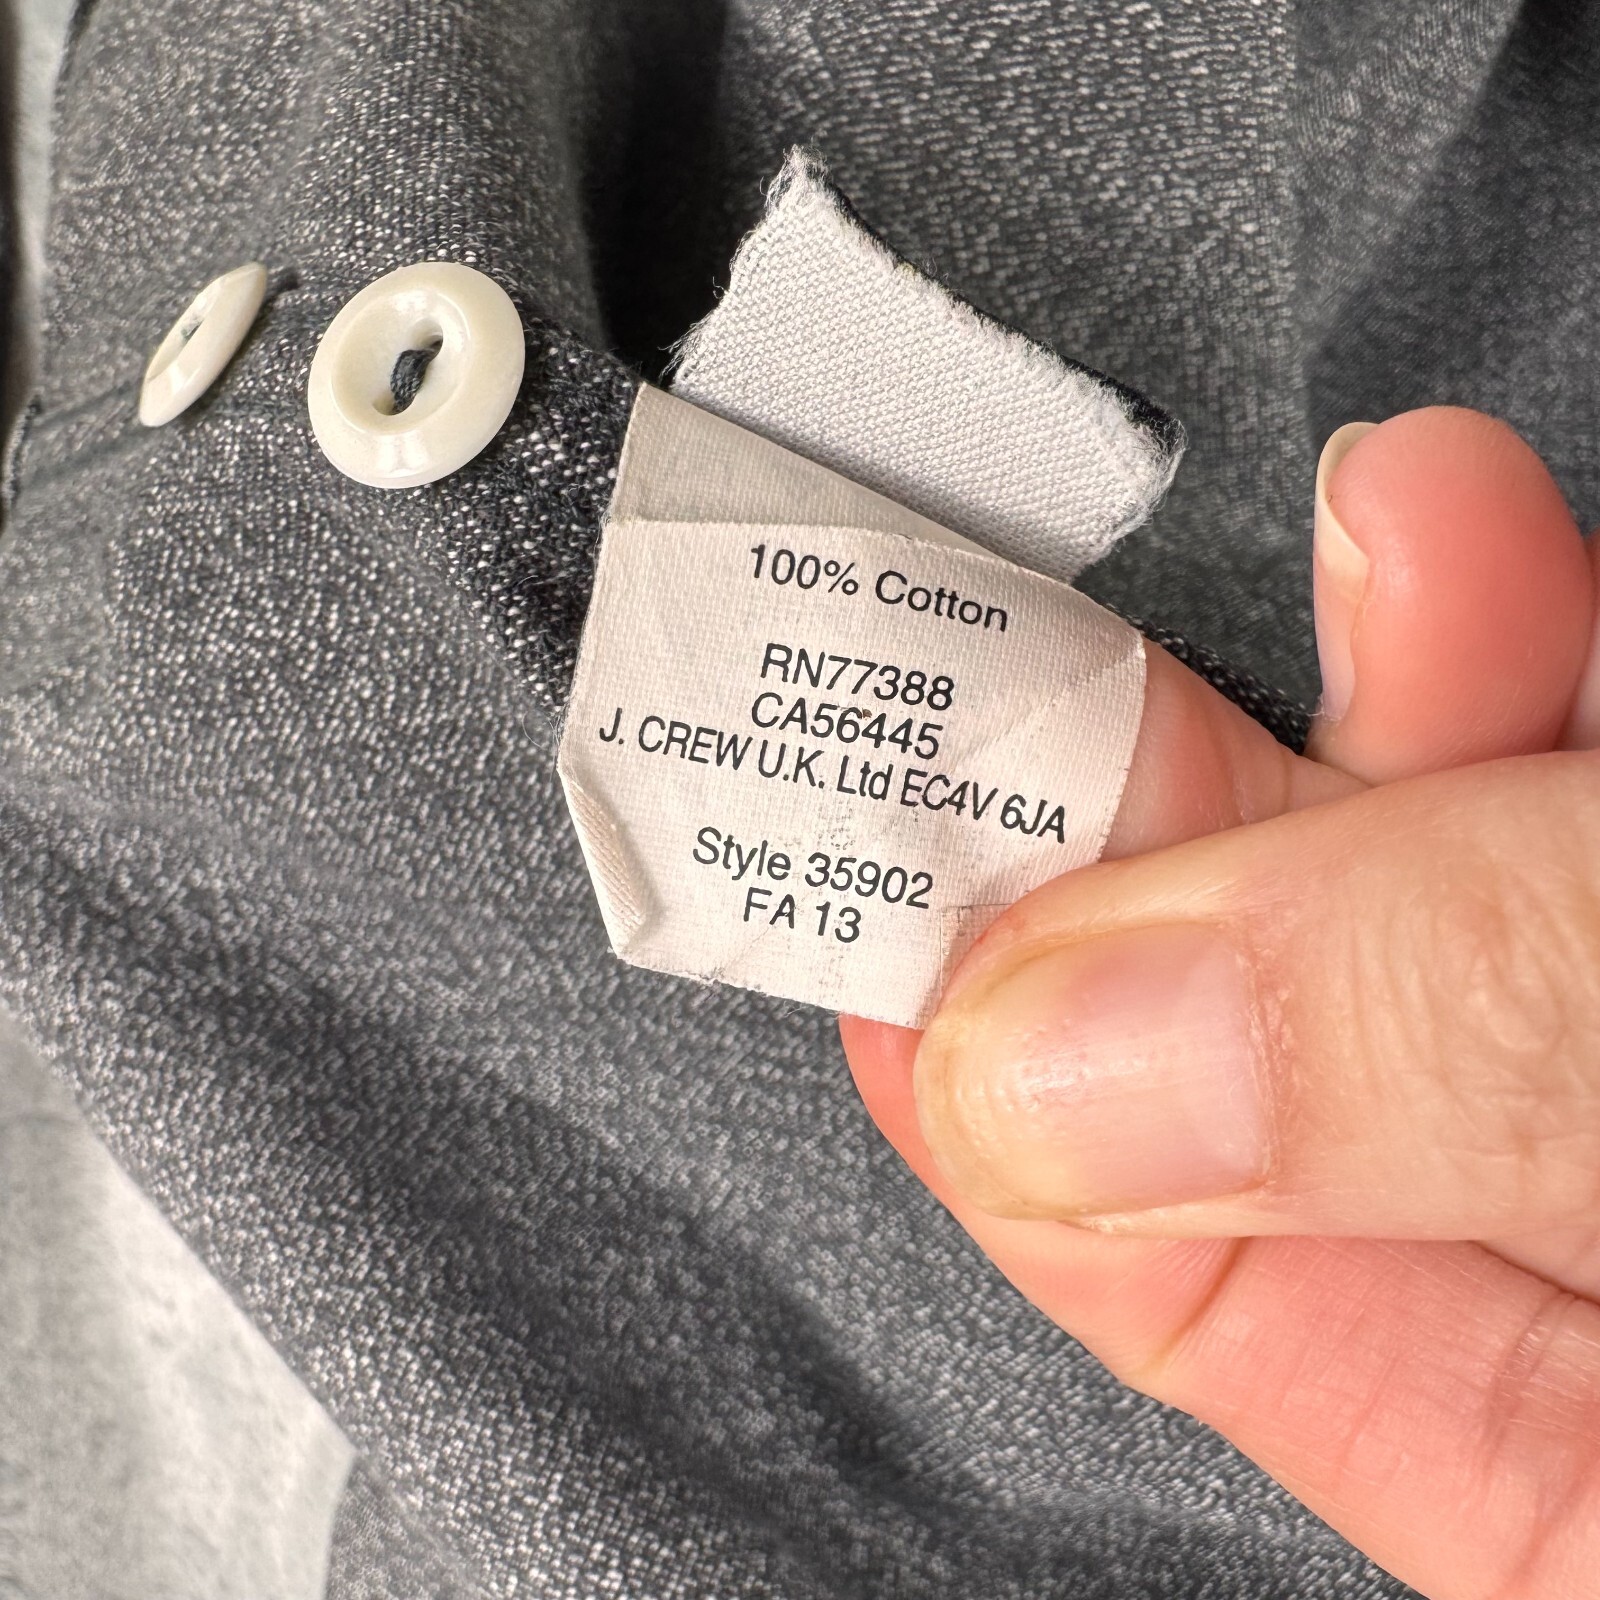 100% Cotton
RN77388
CA56445
J. CREW U.K. Ltd EC4V 6JA
Style 35902
FA 13